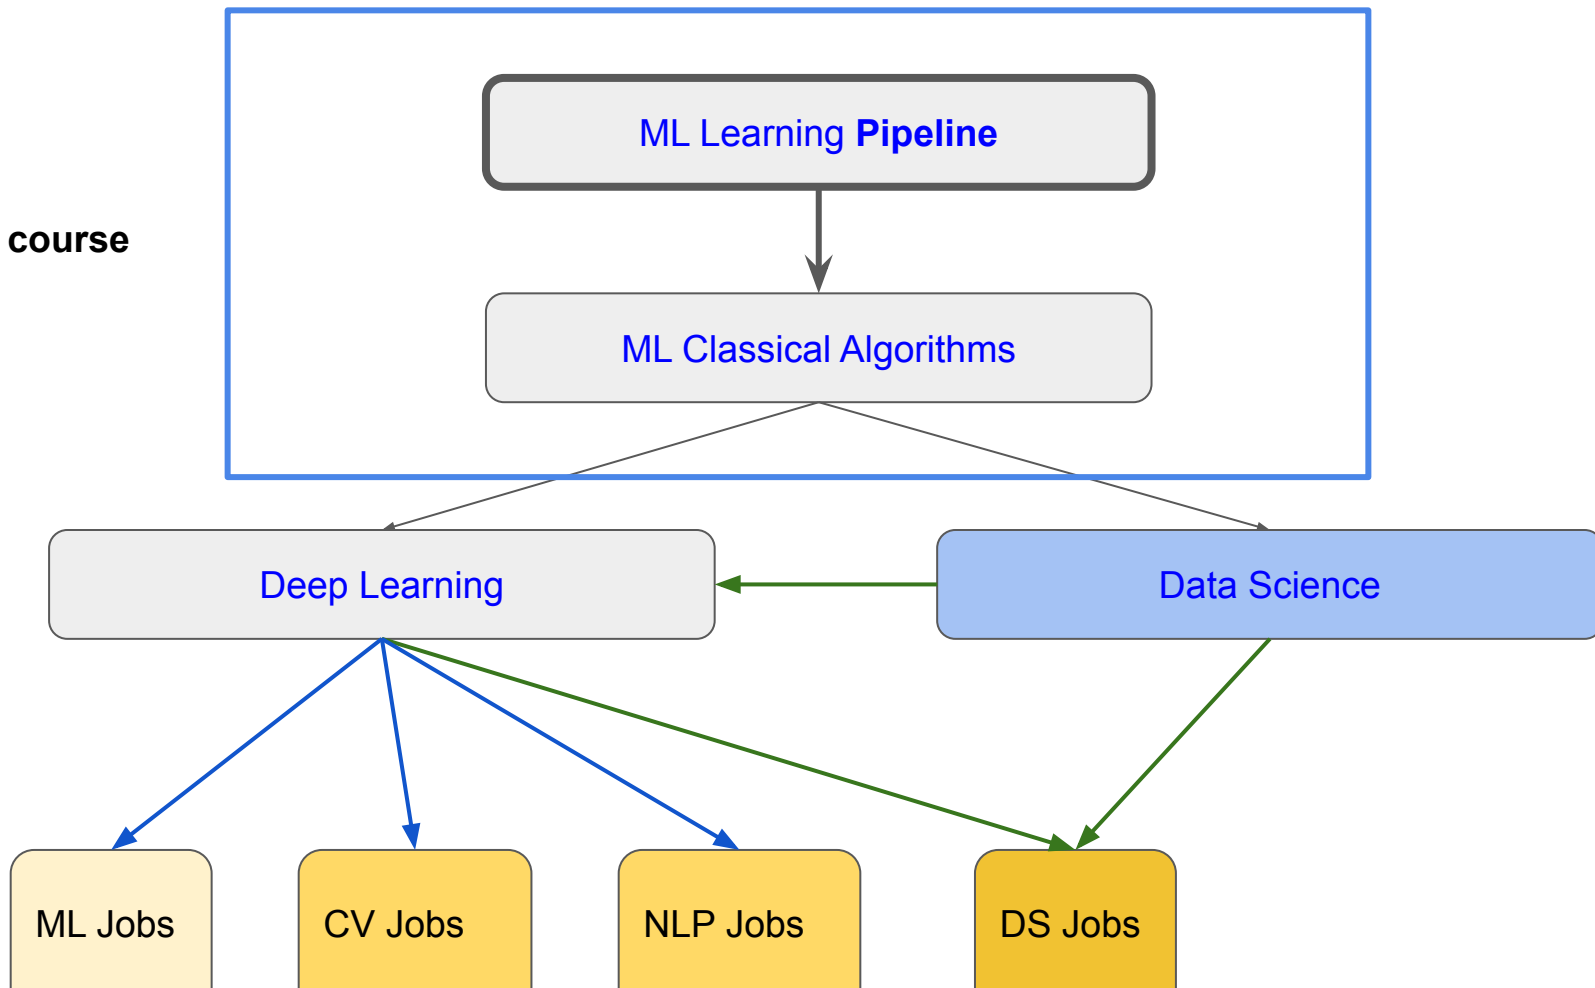 ML Learning Pipeline
course
ML Classical Algorithms
Deep Learning
Data Science
ML Jobs
CV Jobs
NLP Jobs
DS Jobs